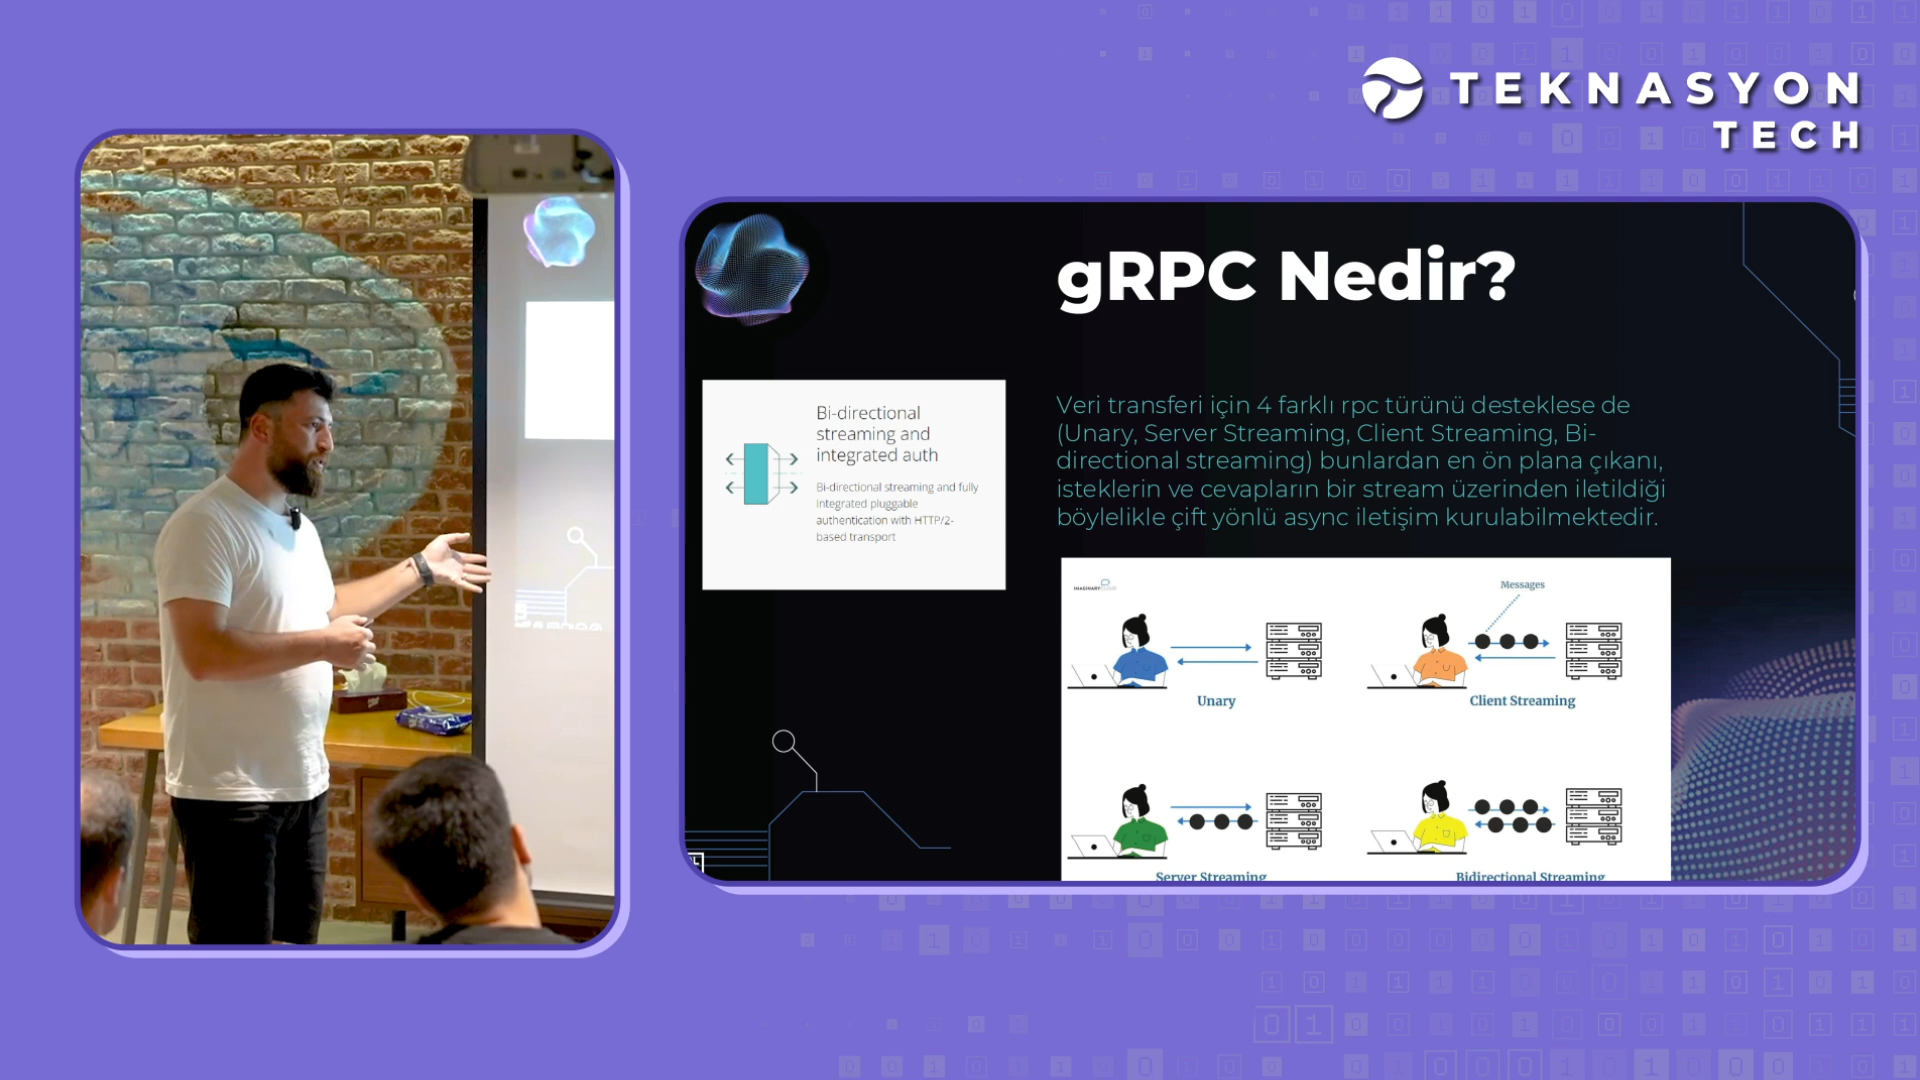 TEKNASYON
TECH
gRPC Nedir?
Bi-directional
streaming and
integrated auth
Bi-directional streaming and fully
integrated pluggable
authentication with HTTP/2-
based transport
Veri transferi için 4 farklı rpc türünü desteklese de
(Unary, Server Streaming, Client Streaming, Bi-
directional streaming) bunlardan en ön plana çıkanı,
isteklerin ve cevapların bir stream üzerinden iletildiği
böylelikle çift yönlü async iletişim kurulabilmektedir.
Messages
Unary
Client Streaming
Server Streaming
Bidirectional Streaming